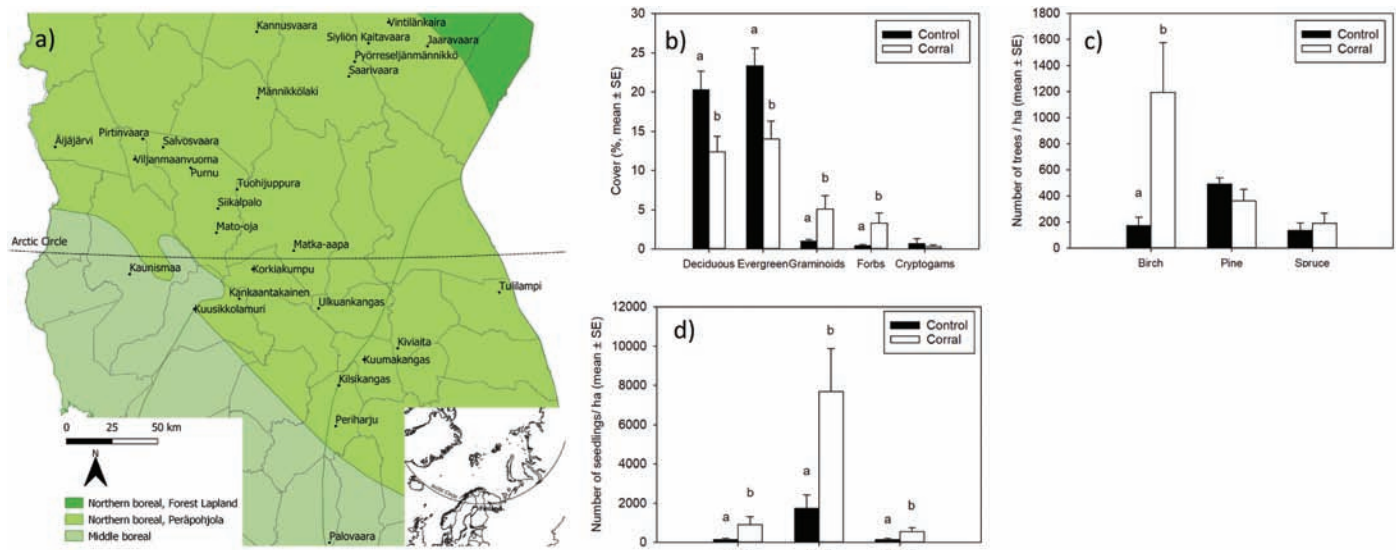 a)
Kannusvaara
Vintilänkaira
Siyliön Kaitavaara
Jaaravaara
Pyörreseljänmännikkö
Saarivaara
Männikkölaki
Äijäjärvi
Pirtinvaara
Salvosvaara
Viljanmaanvuoma
Purnu
Tuohijuppura
Siikalpalo
Mato-oja
Arctic Circle
Matka-aapa
Kaunismaa
Korkiakumpu
Kankaantakainen
Ulkuankangas
Tulilampi
Kuusikkolamuri
Kiviaita
Kuumakangas
Kilsikangas
Periharju
Palovaara
0 25 50 km
N
Northern boreal, Forest Lapland
Northern boreal, Peräpohjola
Middle boreal
Arctic Circle
b)
Control
Corral
Cover (%, mean ± SE)
30
25
20
15
10
5
0
a
b
a
b
a
b
a
b
Deciduous Evergreen Graminoids Forbs Cryptogams
c)
Control
Corral
Number of trees / ha (mean ± SE)
1800
1600
1400
1200
1000
800
600
400
200
0
a
b
Birch Pine Spruce
d)
Control
Corral
Number of seedlings/ ha (mean ± SE)
12000
10000
8000
6000
4000
2000
0
a
b
a
b
a
b